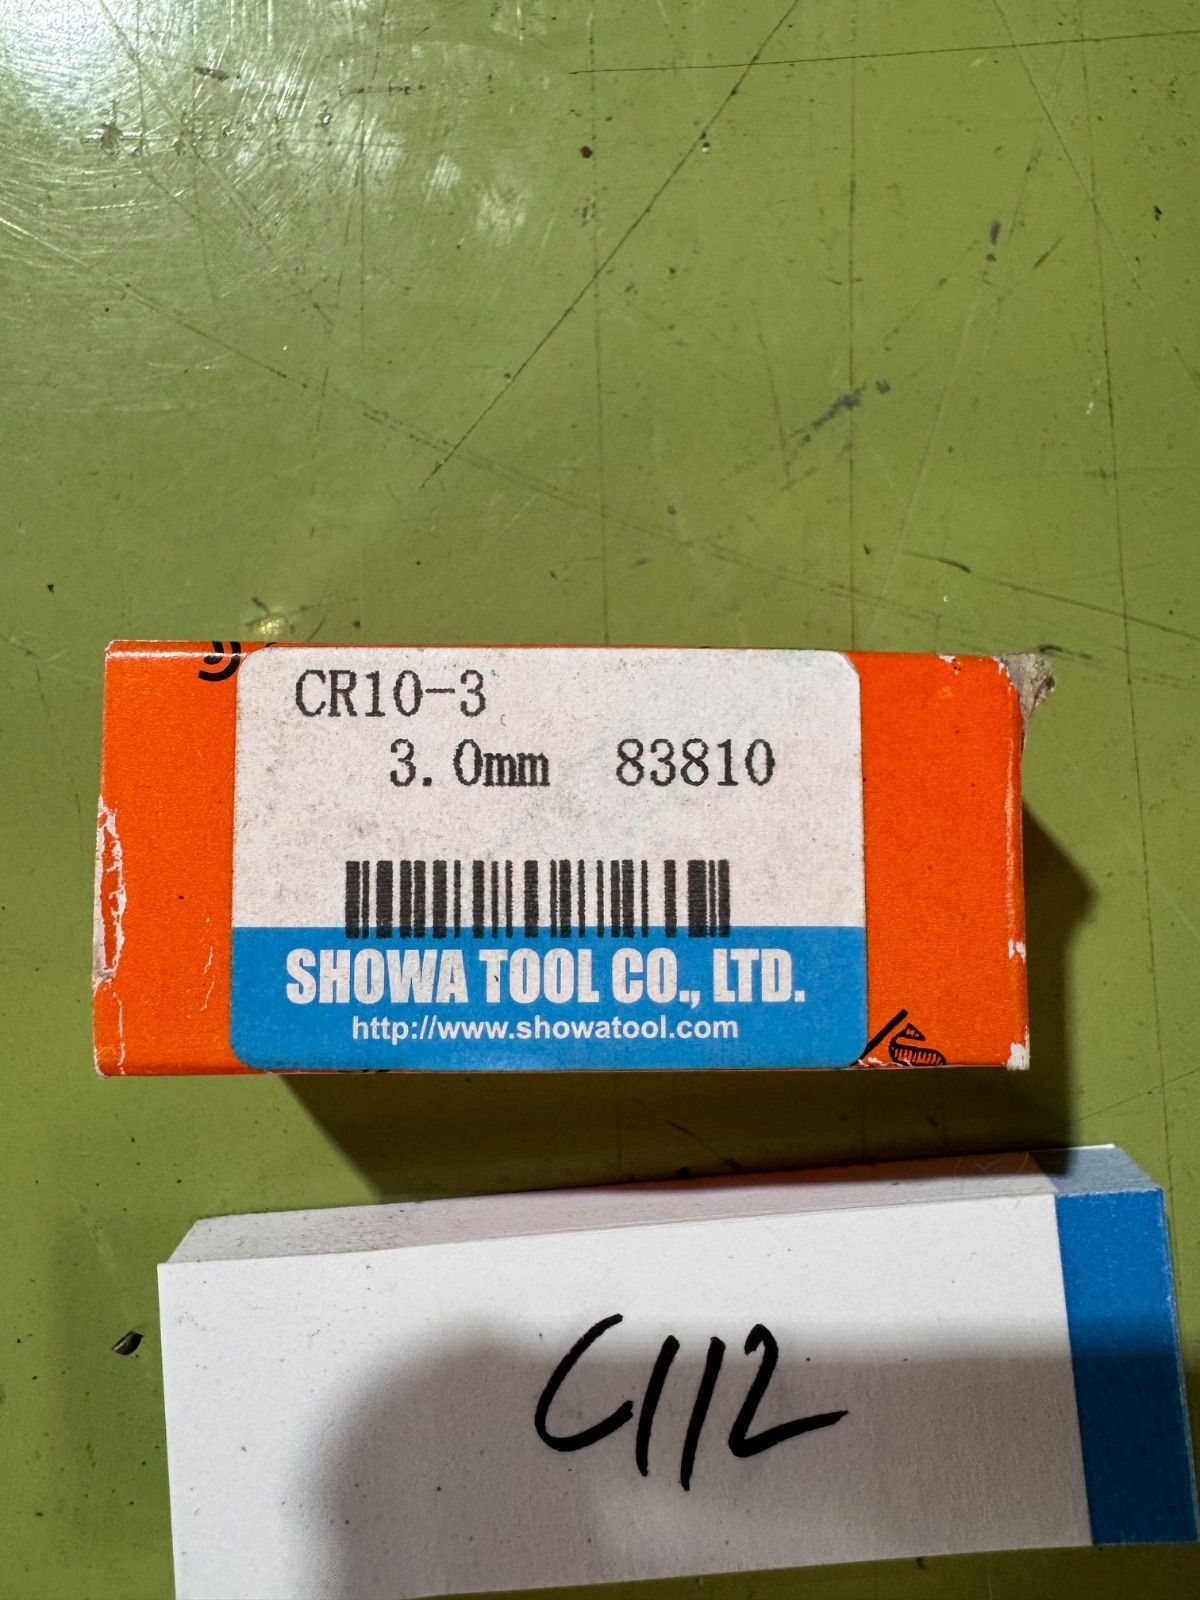 CR10-3
3.0mm 83810
SHOWA TOOL CO., LTD.
http://www.showatool.com
C112